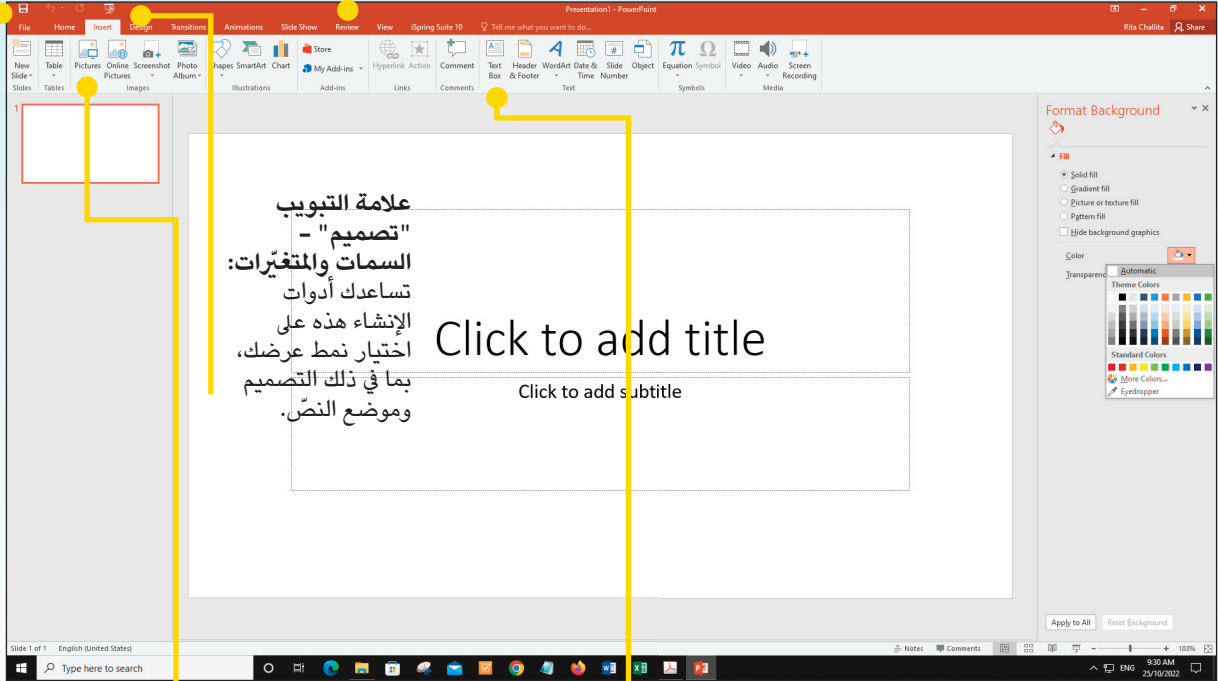 Presentation1 - PowerPoint
File Home Insert Design Transitions Animations Slide Show Review View iSpring Suite 10 Tell me what you want to do... Rita Challita Share
New Slide
Table
Pictures
Online Pictures
Screenshot
Photo Album
Shapes
SmartArt
Chart
Store
My Add-ins
Hyperlink
Action
Comment
Text Box
Header & Footer
WordArt
Date & Time
Slide Number
Object
Equation
Symbol
Video
Audio
Screen Recording
Slides Tables Images Illustrations Add-ins Links Comments Text Symbols Media
1
علامة التبويب
"تصميم" –
السمات والمتغيّرات:
تساعدك أدوات
الإنشاء هذه على
اختيار نمط عرضك،
بما في ذلك التصميم
وموضع النصّ.
Click to add title
Click to add subtitle
Format Background
Fill
Solid fill
Gradient fill
Picture or texture fill
Pattern fill
Hide background graphics
Color
Transparenc
Automatic
Theme Colors
Standard Colors
More Colors...
Eyedropper
Apply to All Reset Background
Slide 1 of 1 English (United States) Notes Comments 103%
Type here to search ENG 9:30 AM
25/10/2022